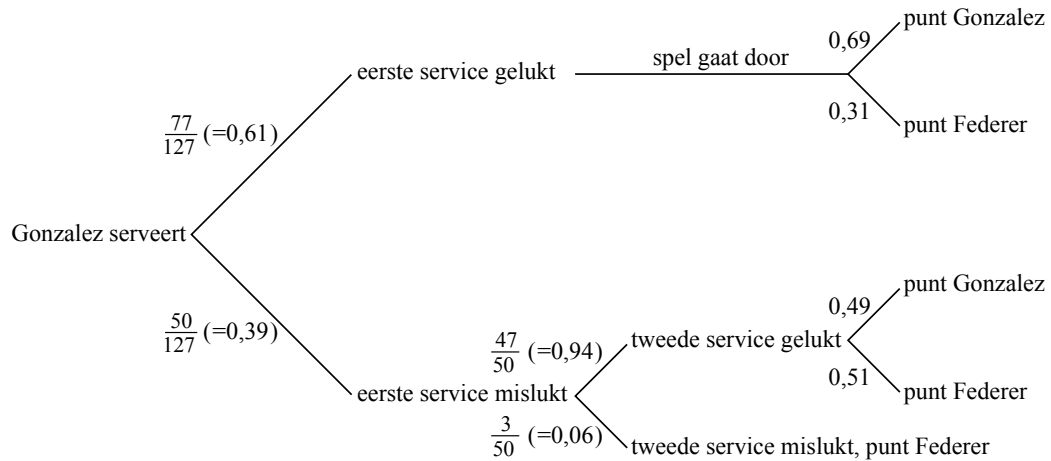 punt Gonzalez
0,69
spel gaat door
eerste service gelukt
0,31
punt Federer
77/127 (=0,61)
Gonzalez serveert
punt Gonzalez
0,49
50/127 (=0,39)
47/50 (=0,94)
tweede service gelukt
0,51
eerste service mislukt
punt Federer
3/50 (=0,06)
tweede service mislukt, punt Federer